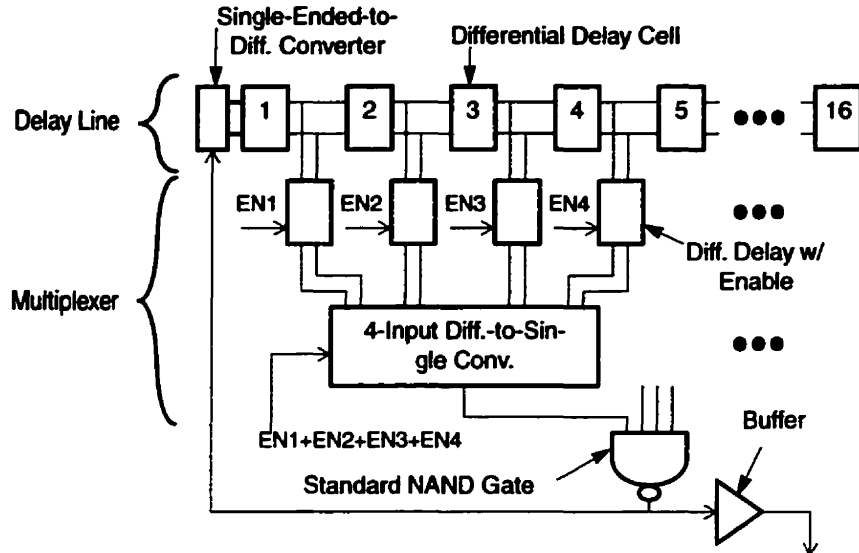 Single-Ended-to-
Diff. Converter
Differential Delay Cell
Delay Line
1
2
3
4
5
16
EN1
EN2
EN3
EN4
Diff. Delay w/
Enable
Multiplexer
4-Input Diff.-to-Sin-
gle Conv.
EN1+EN2+EN3+EN4
Buffer
Standard NAND Gate